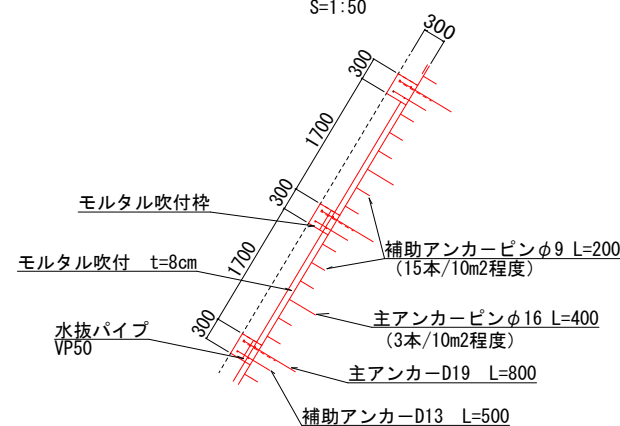 S=1:50
300
300
1700
300
モルタル吹付枠
1700
補助アンカーピンφ9 L=200
(15本/10m2程度)
モルタル吹付 t=8cm
300
主アンカーピンφ16 L=400
(3本/10m2程度)
水抜パイプ
VP50
主アンカーD19 L=800
補助アンカーD13 L=500